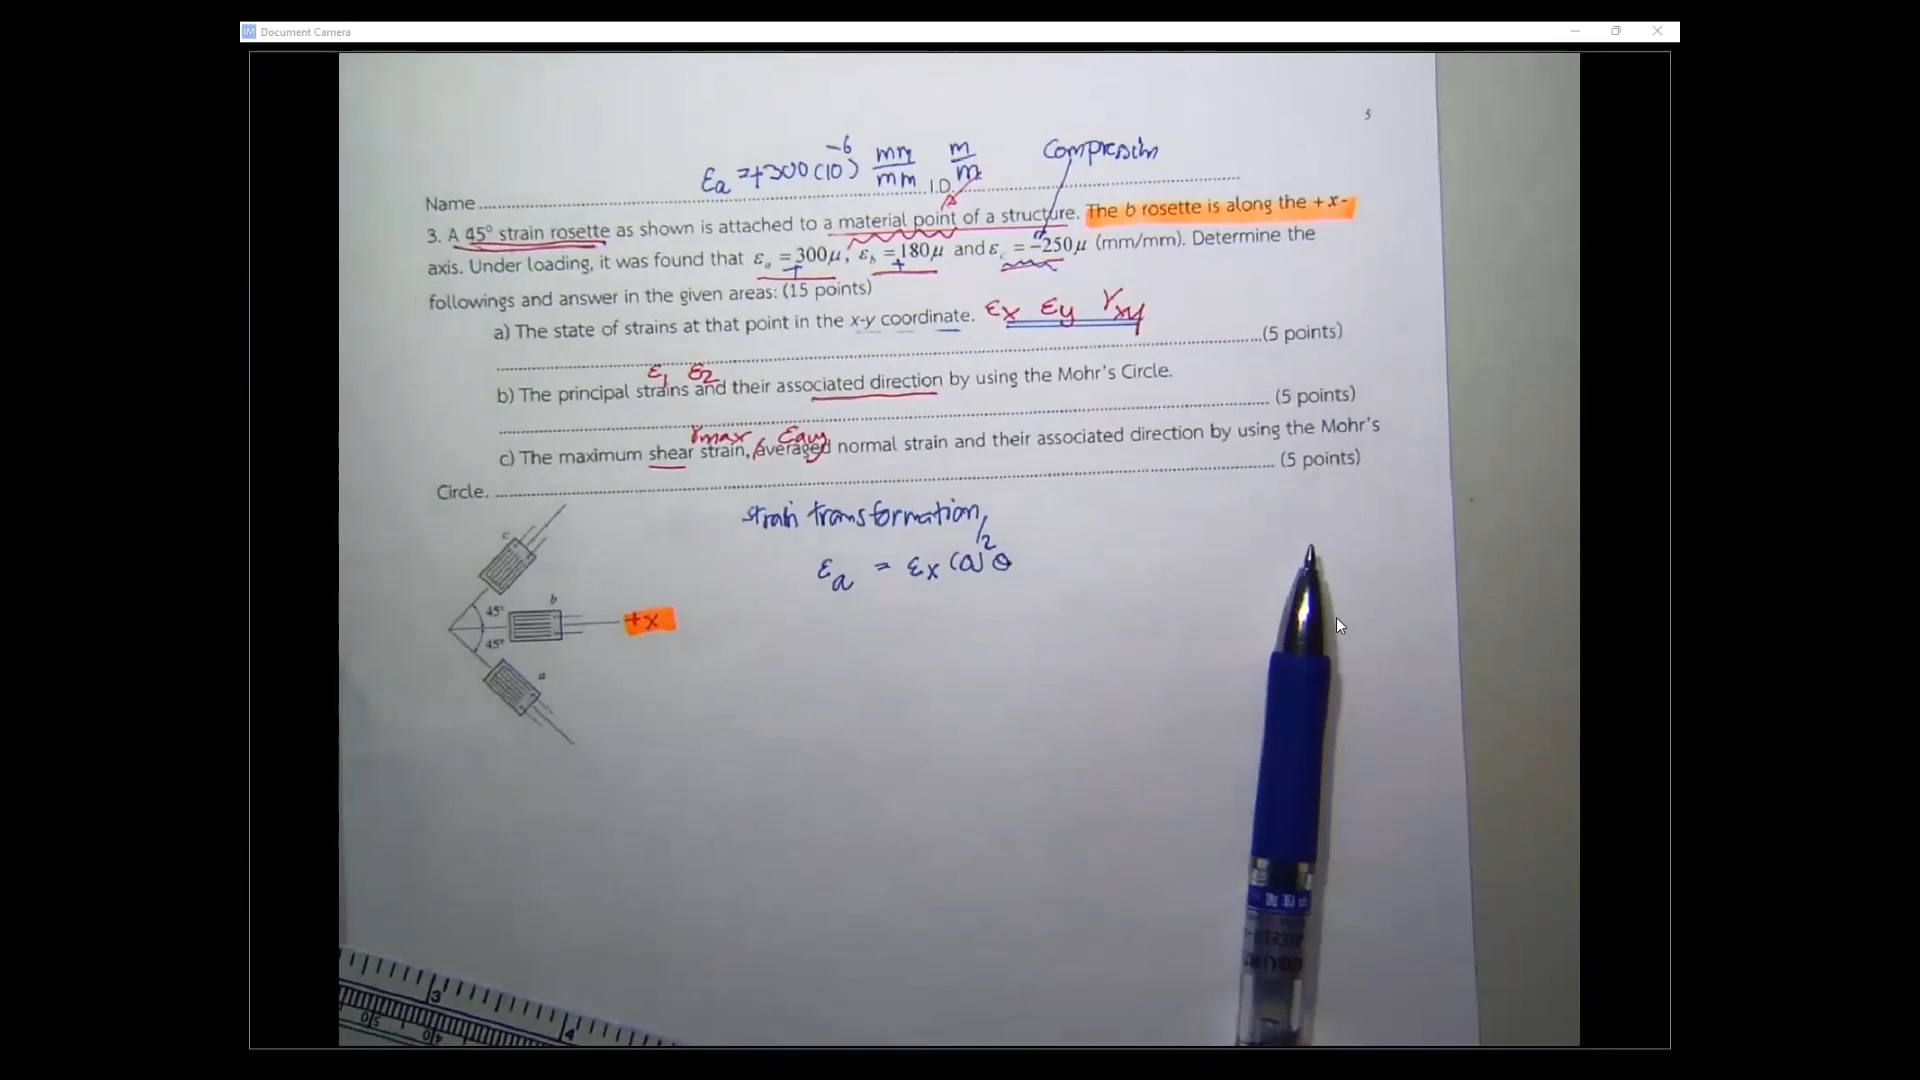 Document Camera
5
εa = +300(10^-6) mm/mm m/m Compression
Name I.D.
3. A 45° strain rosette as shown is attached to a material point of a structure. The b rosette is along the +x-
axis. Under loading, it was found that εa = 300μ, εb = 180μ and εc = -250μ (mm/mm). Determine the
+ +
followings and answer in the given areas: (15 points)
a) The state of strains at that point in the x-y coordinate. εx εy γxy
(5 points)
ε1 ε2
b) The principal strains and their associated direction by using the Mohr's Circle.
(5 points)
γmax, εavg
c) The maximum shear strain, averaged normal strain and their associated direction by using the Mohr's
Circle. (5 points)
strain transformation,
εa = εx cos²θ
c
45°
b
+x
45°
a
3
4